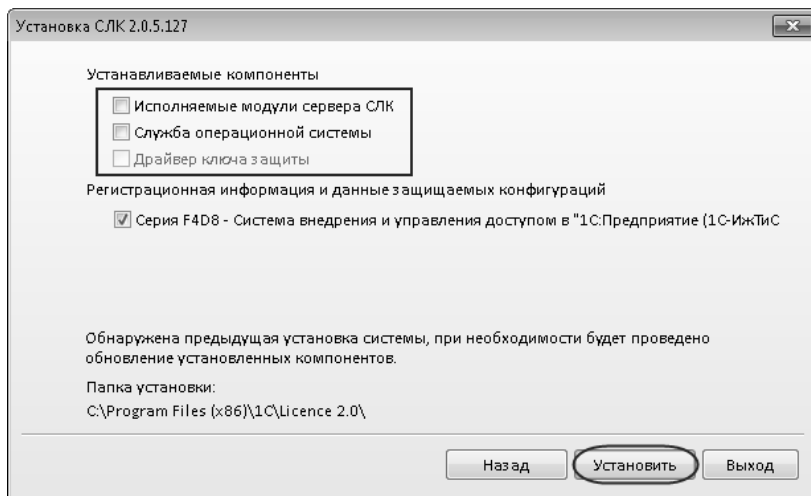 Установка СЛК 2.0.5.127
Устанавливаемые компоненты
Исполняемые модули сервера СЛК
Служба операционной системы
Драйвер ключа защиты
Регистрационная информация и данные защищаемых конфигураций
Серия F4D8 - Система внедрения и управления доступом в "1С:Предприятие (1С-ИжТиС
Обнаружена предыдущая установка системы, при необходимости будет проведено
обновление установленных компонентов.
Папка установки:
C:\Program Files (x86)\1C\Licence 2.0\
Назад Установить Выход